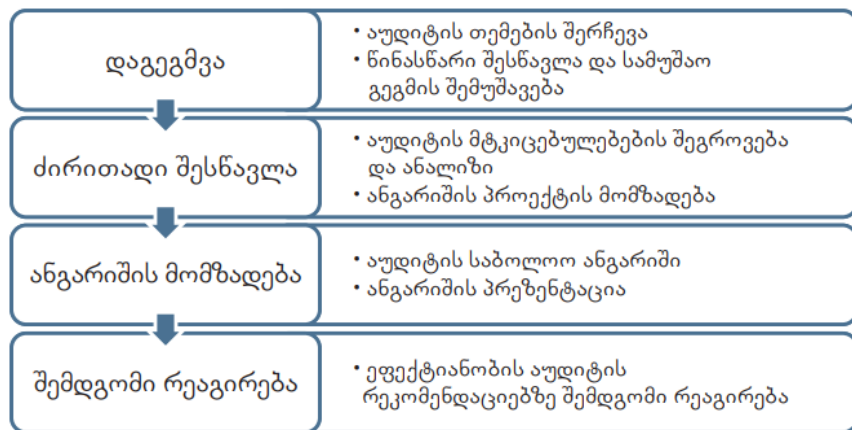 დაგეგმვა
• აუდიტის თემების შერჩევა
• წინასწარი შესწავლა და სამუშაო
გეგმის შემუშავება
ძირითადი შესწავლა
• აუდიტის მტკიცებულებების შეგროვება
და ანალიზი
• ანგარიშის პროექტის მომზადება
ანგარიშის მომზადება
• აუდიტის საბოლოო ანგარიში
• ანგარიშის პრეზენტაცია
შემდგომი რეაგირება
• ეფექტიანობის აუდიტის
რეკომენდაციებზე შემდგომი რეაგირება